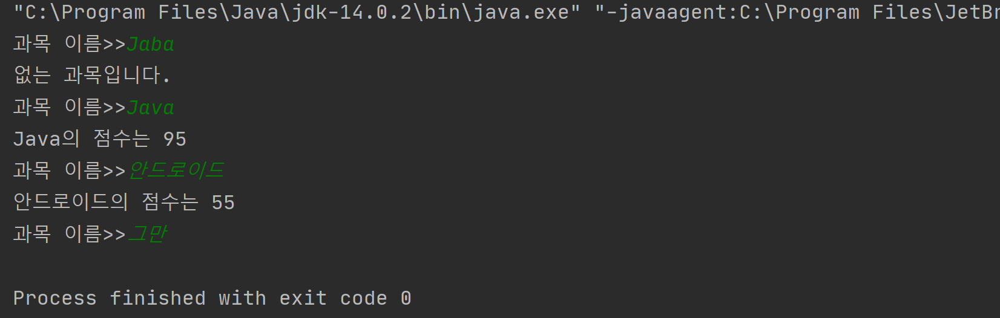 "C:\Program Files\Java\jdk-14.0.2\bin\java.exe" "-javaagent:C:\Program Files\JetBr
과목 이름>>Jaba
없는 과목입니다.
과목 이름>>Java
Java의 점수는 95
과목 이름>>안드로이드
안드로이드의 점수는 55
과목 이름>>그만
Process finished with exit code 0